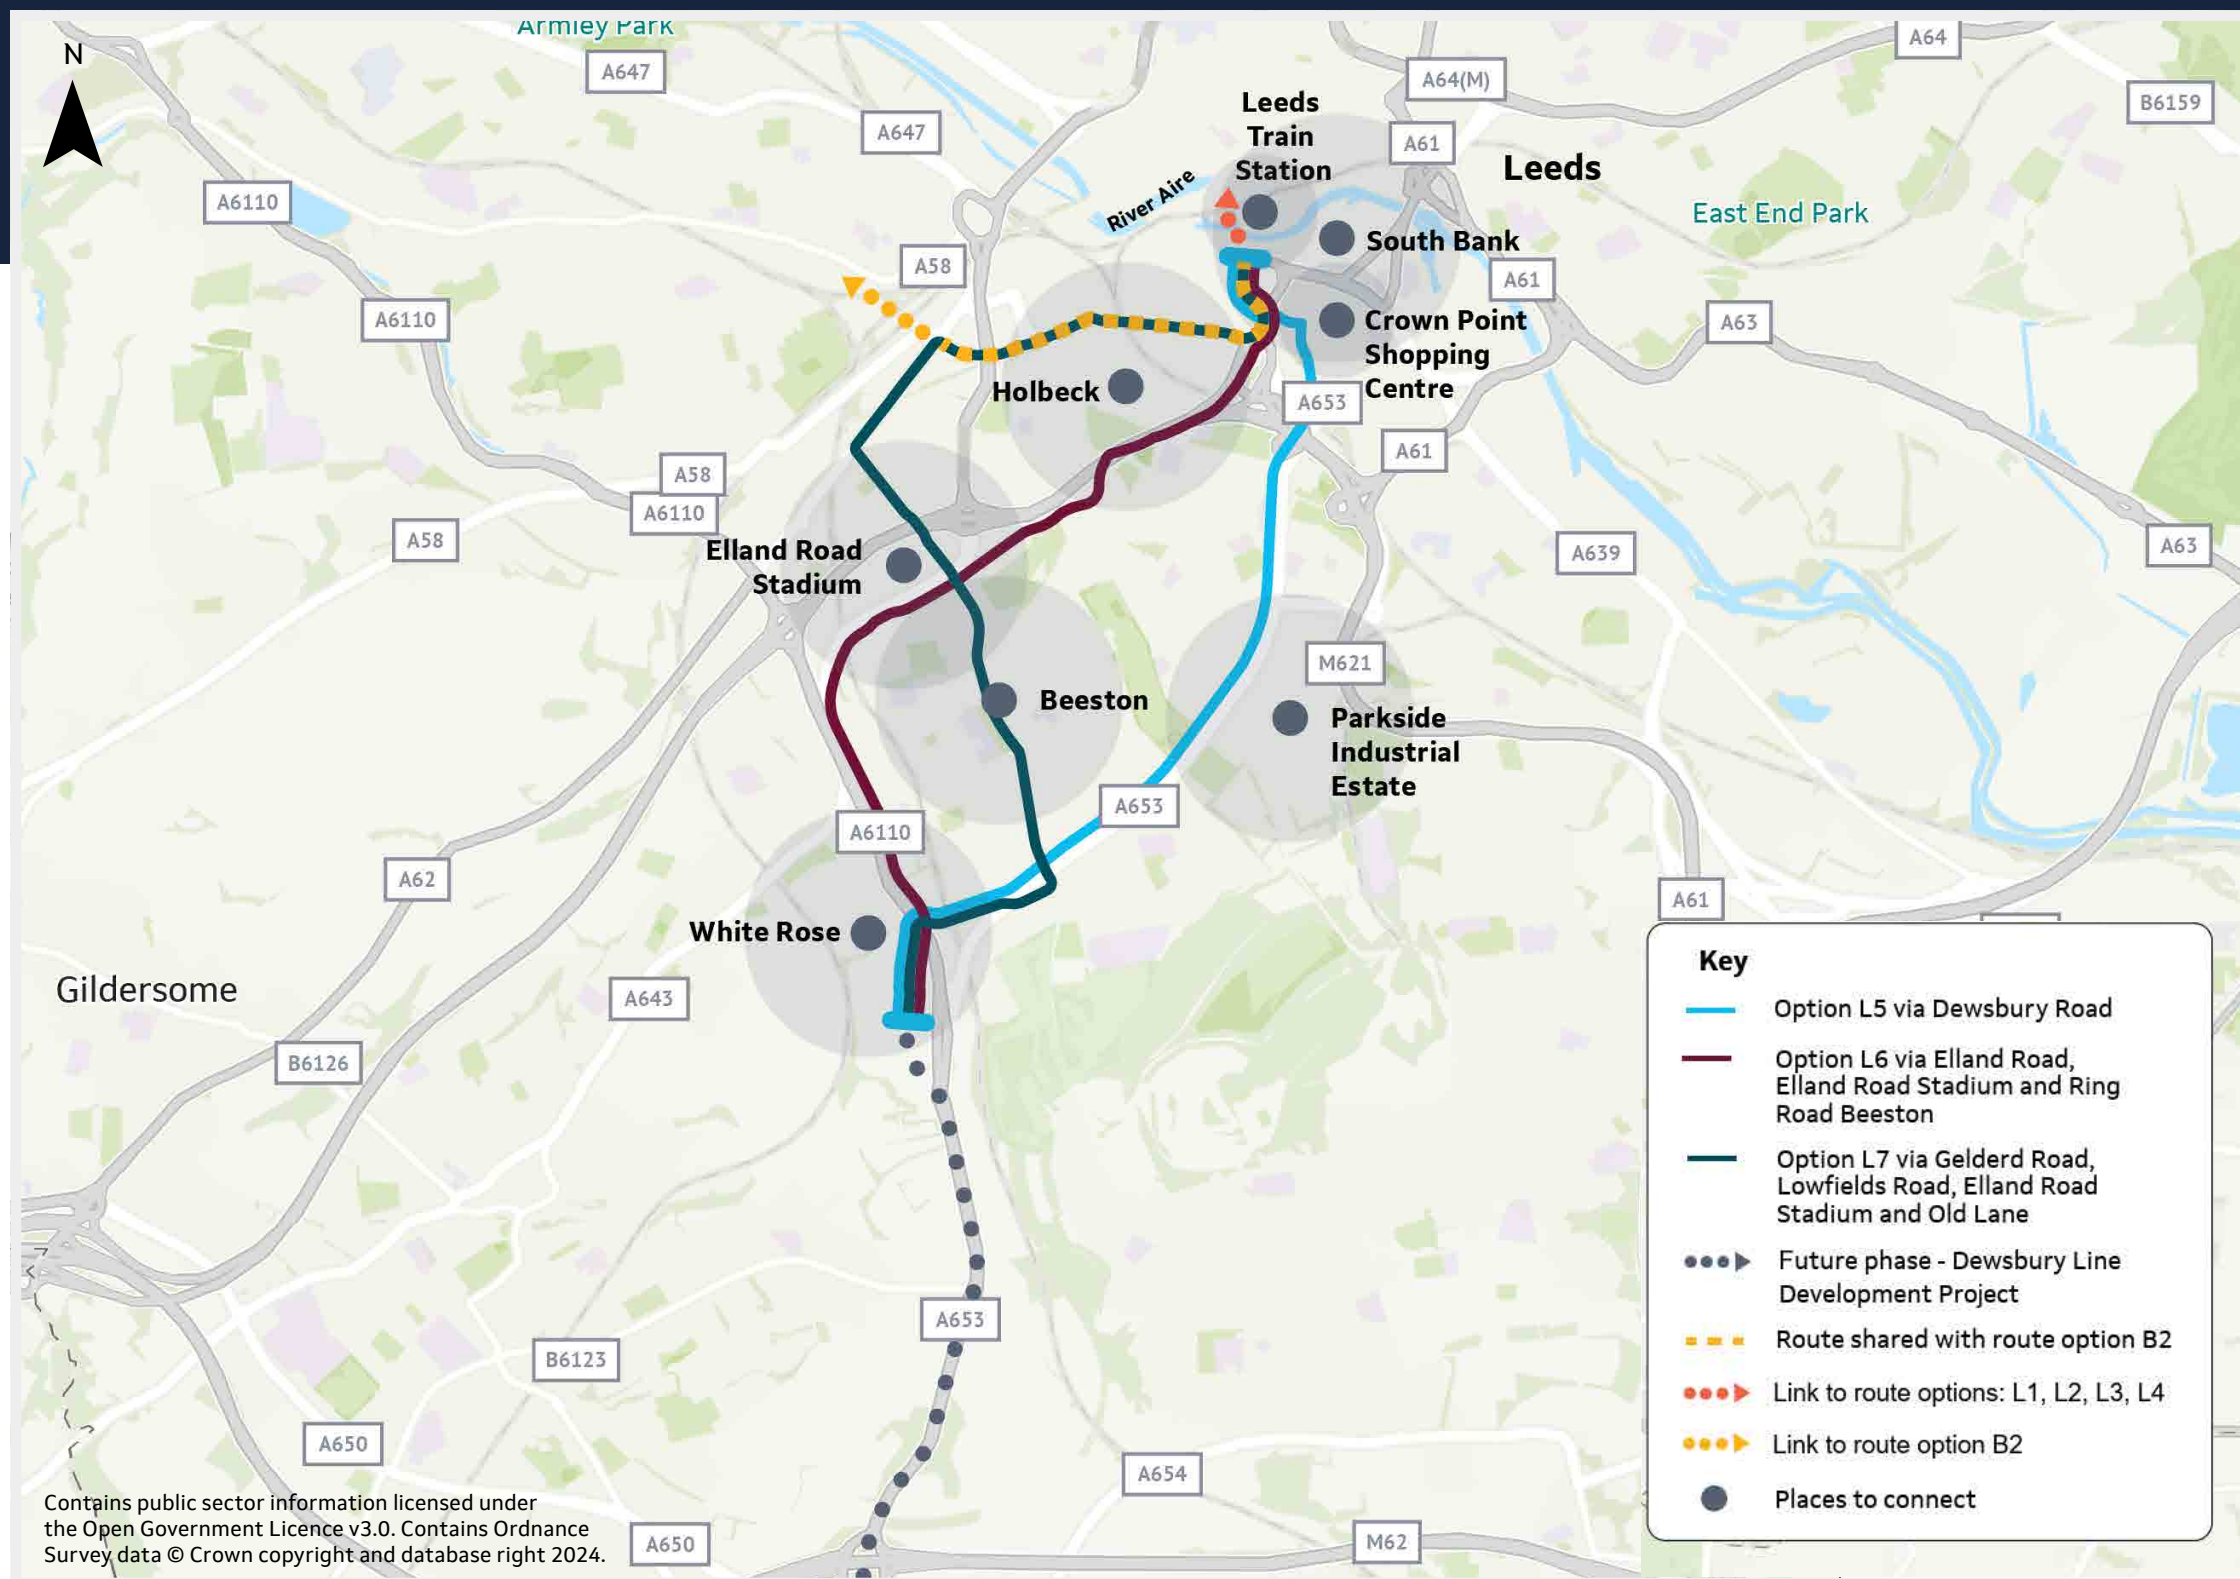 Armley Park
N
A64
A647
A64(M)
B6159
Leeds
Train
Station
A647
A61
Leeds
River Aire
A6110
East End Park
South Bank
A58
A61
A6110
Crown Point
Shopping
Centre
A63
Holbeck
A653
A61
A58
A6110
A58
Elland Road
Stadium
A639
A63
M621
Beeston
Parkside
Industrial
Estate
A653
A6110
A62
A61
White Rose
Gildersome
A643
B6126
A653
B6123
A650
A654
A650
M62
Key
Option L5 via Dewsbury Road
Option L6 via Elland Road,
Elland Road Stadium and Ring
Road Beeston
Option L7 via Gelderd Road,
Lowfields Road, Elland Road
Stadium and Old Lane
Future phase - Dewsbury Line
Development Project
Route shared with route option B2
Link to route options: L1, L2, L3, L4
Link to route option B2
Places to connect
Contains public sector information licensed under
the Open Government Licence v3.0. Contains Ordnance
Survey data © Crown copyright and database right 2024.